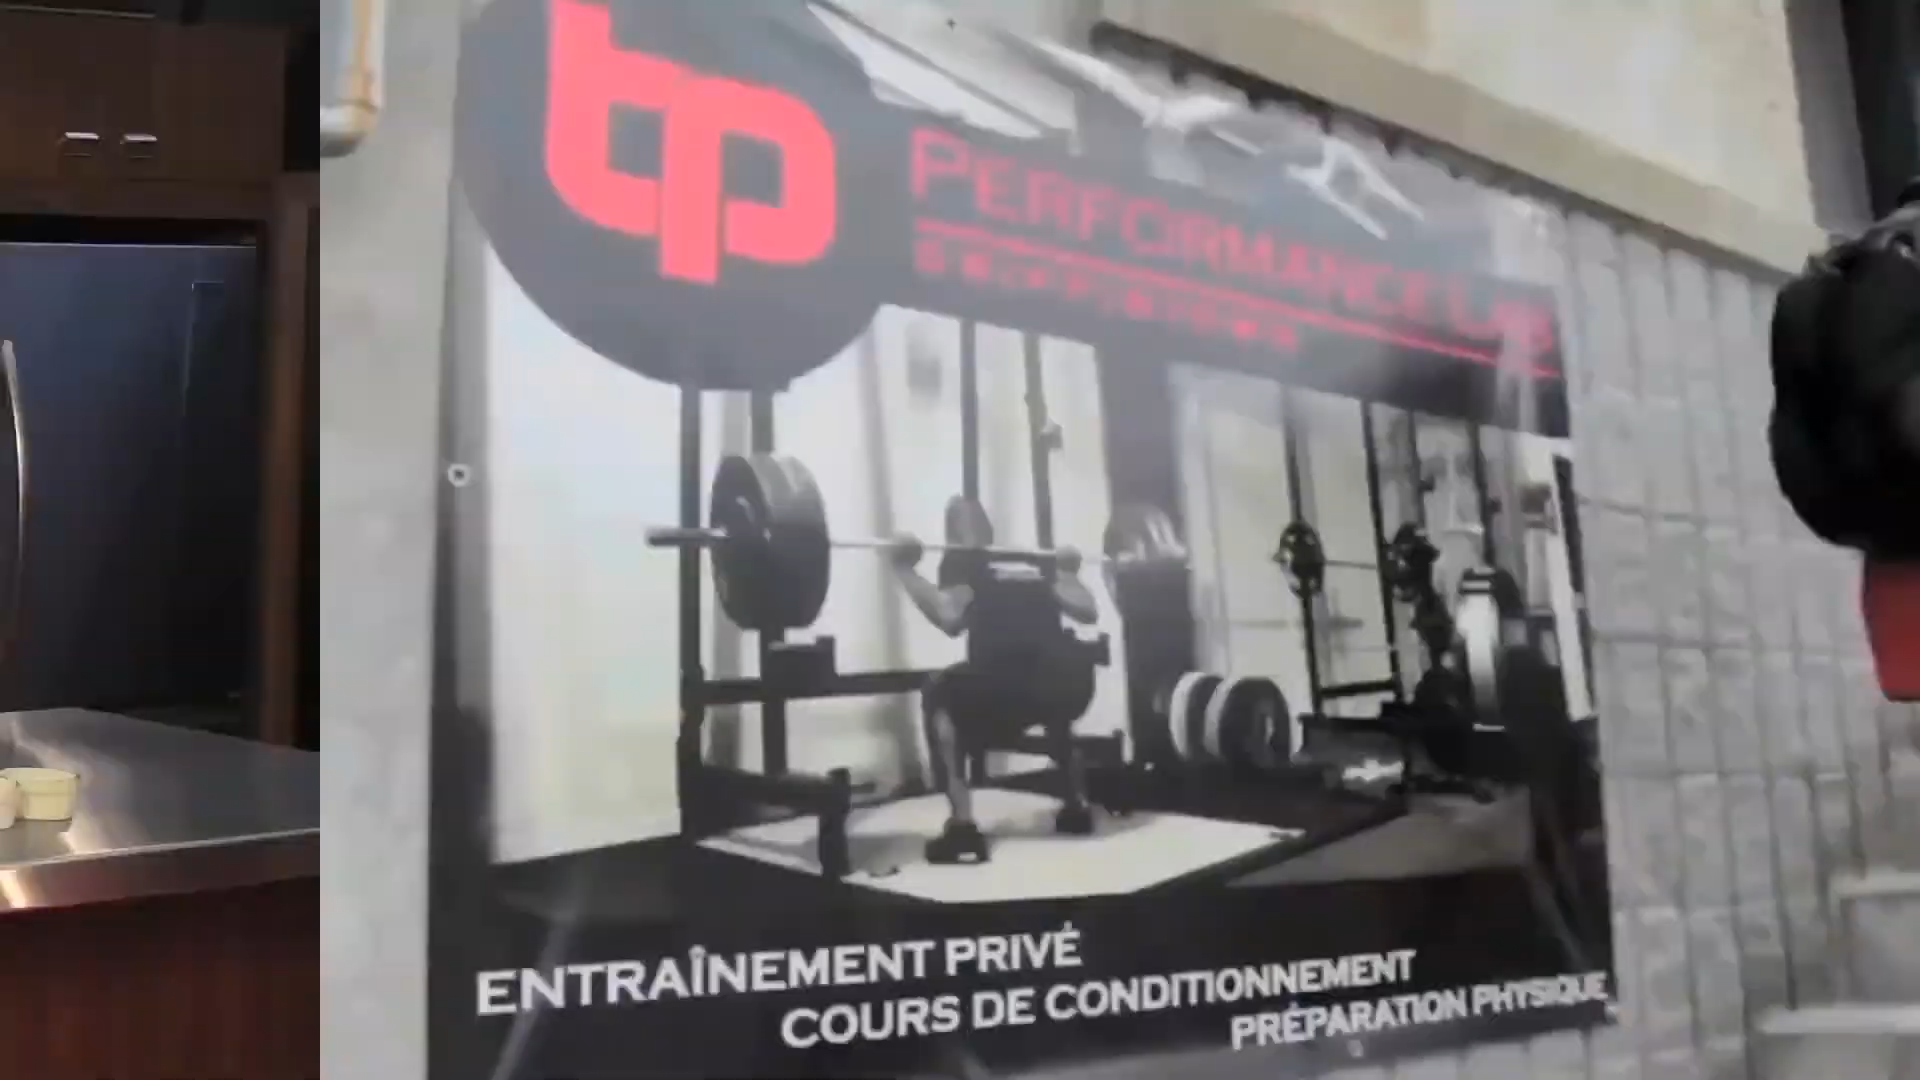 tp
PERFORMANCE LAB
ENTRAÎNEMENT PRIVÉ
COURS DE CONDITIONNEMENT
PRÉPARATION PHYSIQUE